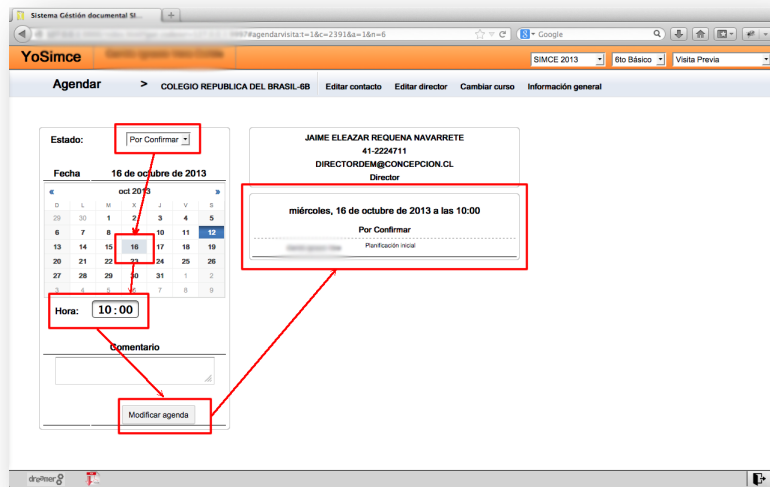 Sistema Géstión documental SI...
#agendarvisita:t=1&c=2391&a=1&n=6
Google
YoSimce
SIMCE 2013
6to Básico
Visita Previa
Agendar > COLEGIO REPUBLICA DEL BRASIL-6B Editar contacto Editar director Cambiar curso Información general
Estado: Por Confirmar
Fecha 16 de octubre de 2013
« oct 2013 »
D L M X J V S
29 30 1 2 3 4 5
6 7 8 10 11 12
13 14 15 16 17 18 19
20 21 22 23 24 25 26
27 28 29 30 31 1 2
3 4 5 6 7 8 9
Hora: 10:00
Comentario
Modificar agenda
JAIME ELEAZAR REQUENA NAVARRETE
41-2224711
DIRECTORDEM@CONCEPCION.CL
Director
miércoles, 16 de octubre de 2013 a las 10:00
Por Confirmar
Planificación inicial